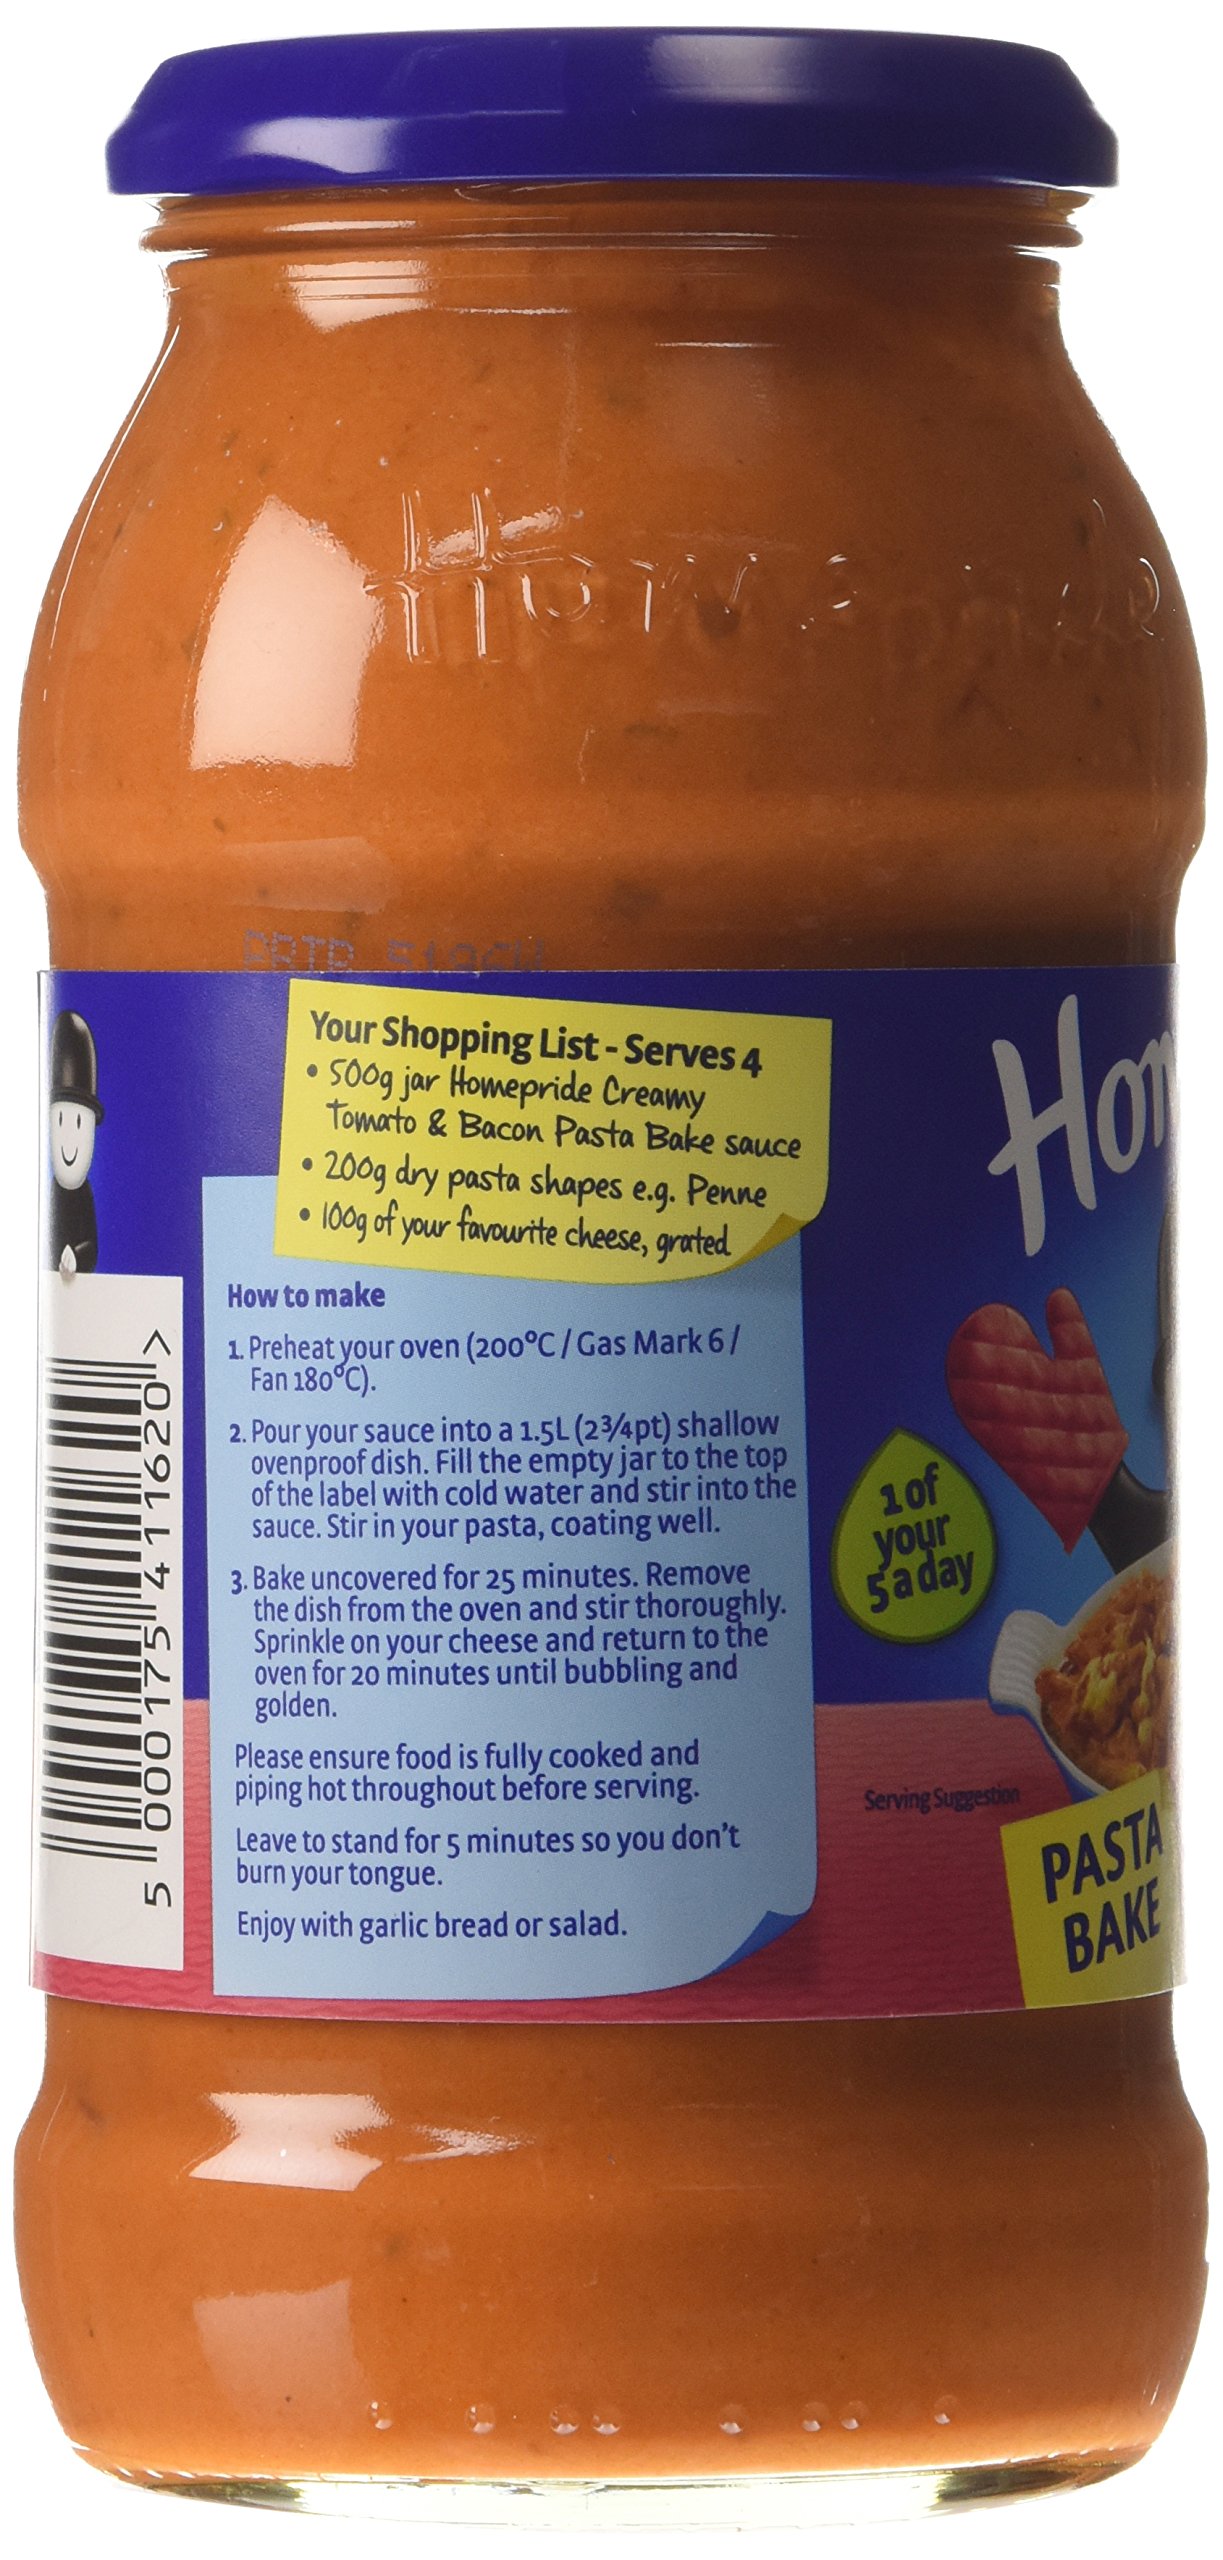 Your Shopping List - Serves 4
• 500g jar Homepride Creamy
Tomato & Bacon Pasta Bake sauce
• 200g dry pasta shapes e.g. Penne
• 100g of your favourite cheese, grated
How to make
1. Preheat your oven (200°C / Gas Mark 6 /
Fan 180°C).
2. Pour your sauce into a 1.5L (2¾pt) shallow
ovenproof dish. Fill the empty jar to the top
of the label with cold water and stir into the
sauce. Stir in your pasta, coating well.
3. Bake uncovered for 25 minutes. Remove
the dish from the oven and stir thoroughly.
Sprinkle on your cheese and return to the
oven for 20 minutes until bubbling and
golden.
Please ensure food is fully cooked and
piping hot throughout before serving.
Leave to stand for 5 minutes so you don't
burn your tongue.
Enjoy with garlic bread or salad.
5 000175 411620 >
Hom
1 of
your
5 a day
Serving Suggestion
PASTA
BAKE